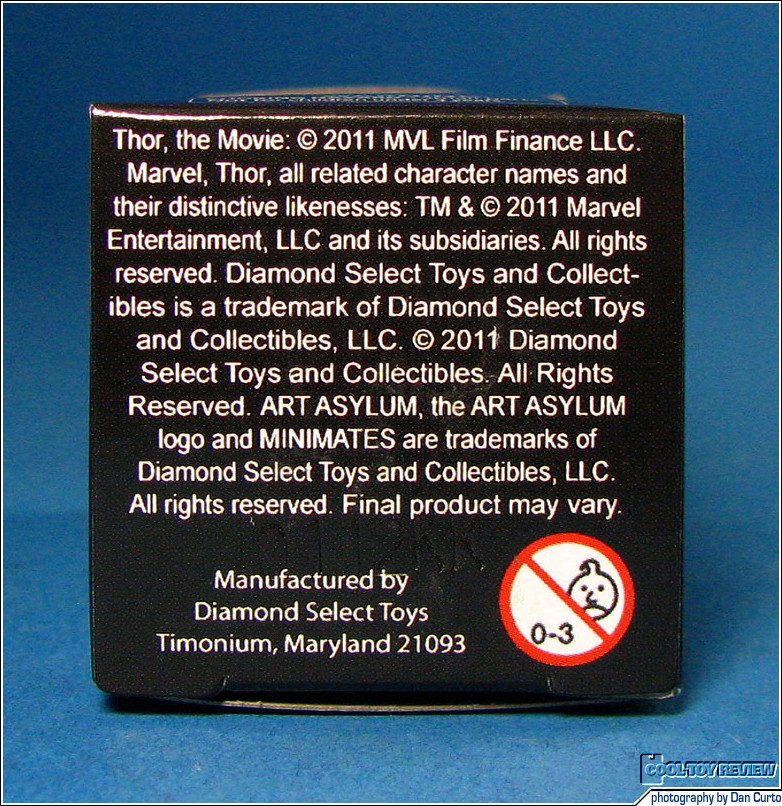 Thor, the Movie: © 2011 MVL Film Finance LLC.
Marvel, Thor, all related character names and
their distinctive likenesses: TM & © 2011 Marvel
Entertainment, LLC and its subsidiaries. All rights
reserved. Diamond Select Toys and Collect-
ibles is a trademark of Diamond Select Toys
and Collectibles, LLC. © 2011 Diamond
Select Toys and Collectibles. All Rights
Reserved. ART ASYLUM, the ART ASYLUM
logo and MINIMATES are trademarks of
Diamond Select Toys and Collectibles, LLC.
All rights reserved. Final product may vary.
Manufactured by
Diamond Select Toys
Timonium, Maryland 21093
0-3
COOL TOY REVIEW
photography by Dan Curto